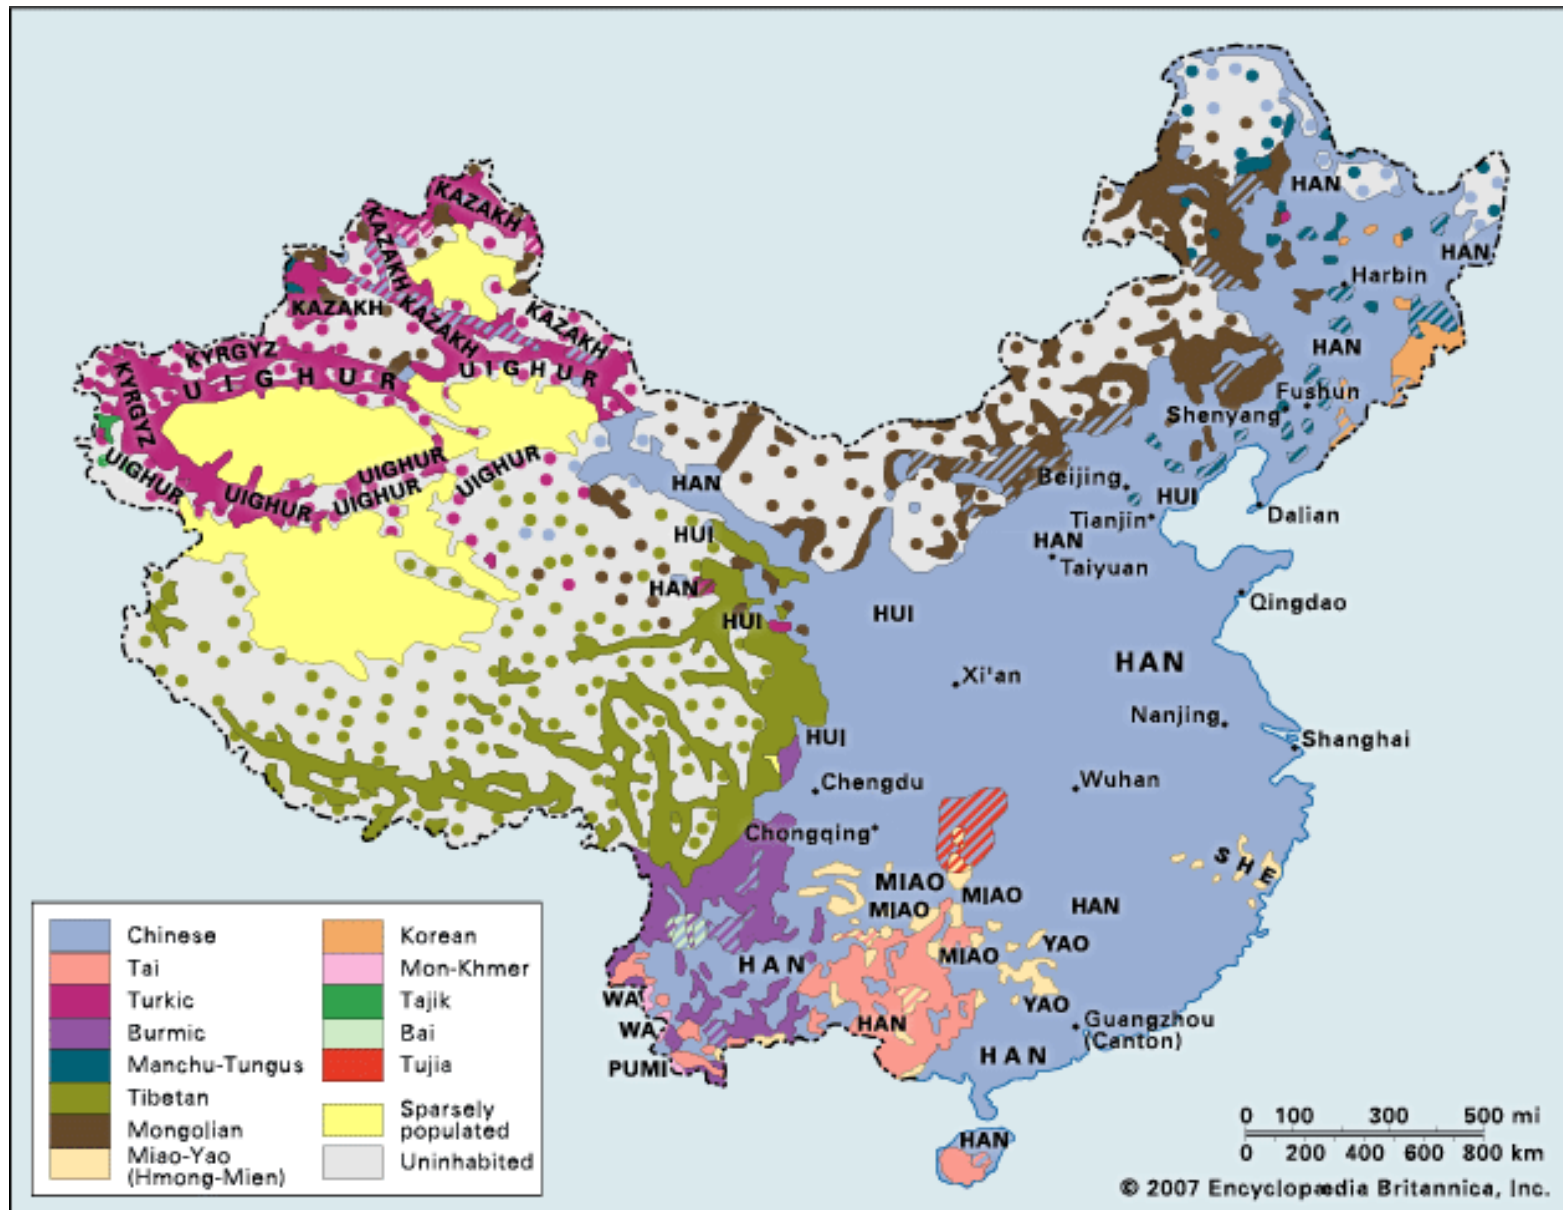 KAZAKH
KAZAKH
KAZAKH
KAZAKH
KAZAKH
KYRGYZ
KYRGYZ
UIGHUR
UIGHUR
UIGHUR
UIGHUR
UIGHUR
UIGHUR
UIGHUR
HAN
HAN
Harbin
HAN
Fushun
Shenyang
Beijing
HUI
Tianjin
Dalian
HAN
Taiyuan
Qingdao
HAN
HUI
HAN
HUI
HUI
Xi'an
HAN
Nanjing
Shanghai
HUI
Chengdu
Wuhan
Chongqing
SHE
MIAO
MIAO
MIAO
HAN
YAO
MIAO
HAN
YAO
WA
WA
PUMI
HAN
Guangzhou
(Canton)
HAN
HAN
Chinese
Tai
Turkic
Burmic
Manchu-Tungus
Tibetan
Mongolian
Miao-Yao
(Hmong-Mien)
Korean
Mon-Khmer
Tajik
Bai
Tujia
Sparsely
populated
Uninhabited
0 100 300 500 mi
0 200 400 600 800 km
© 2007 Encyclopædia Britannica, Inc.